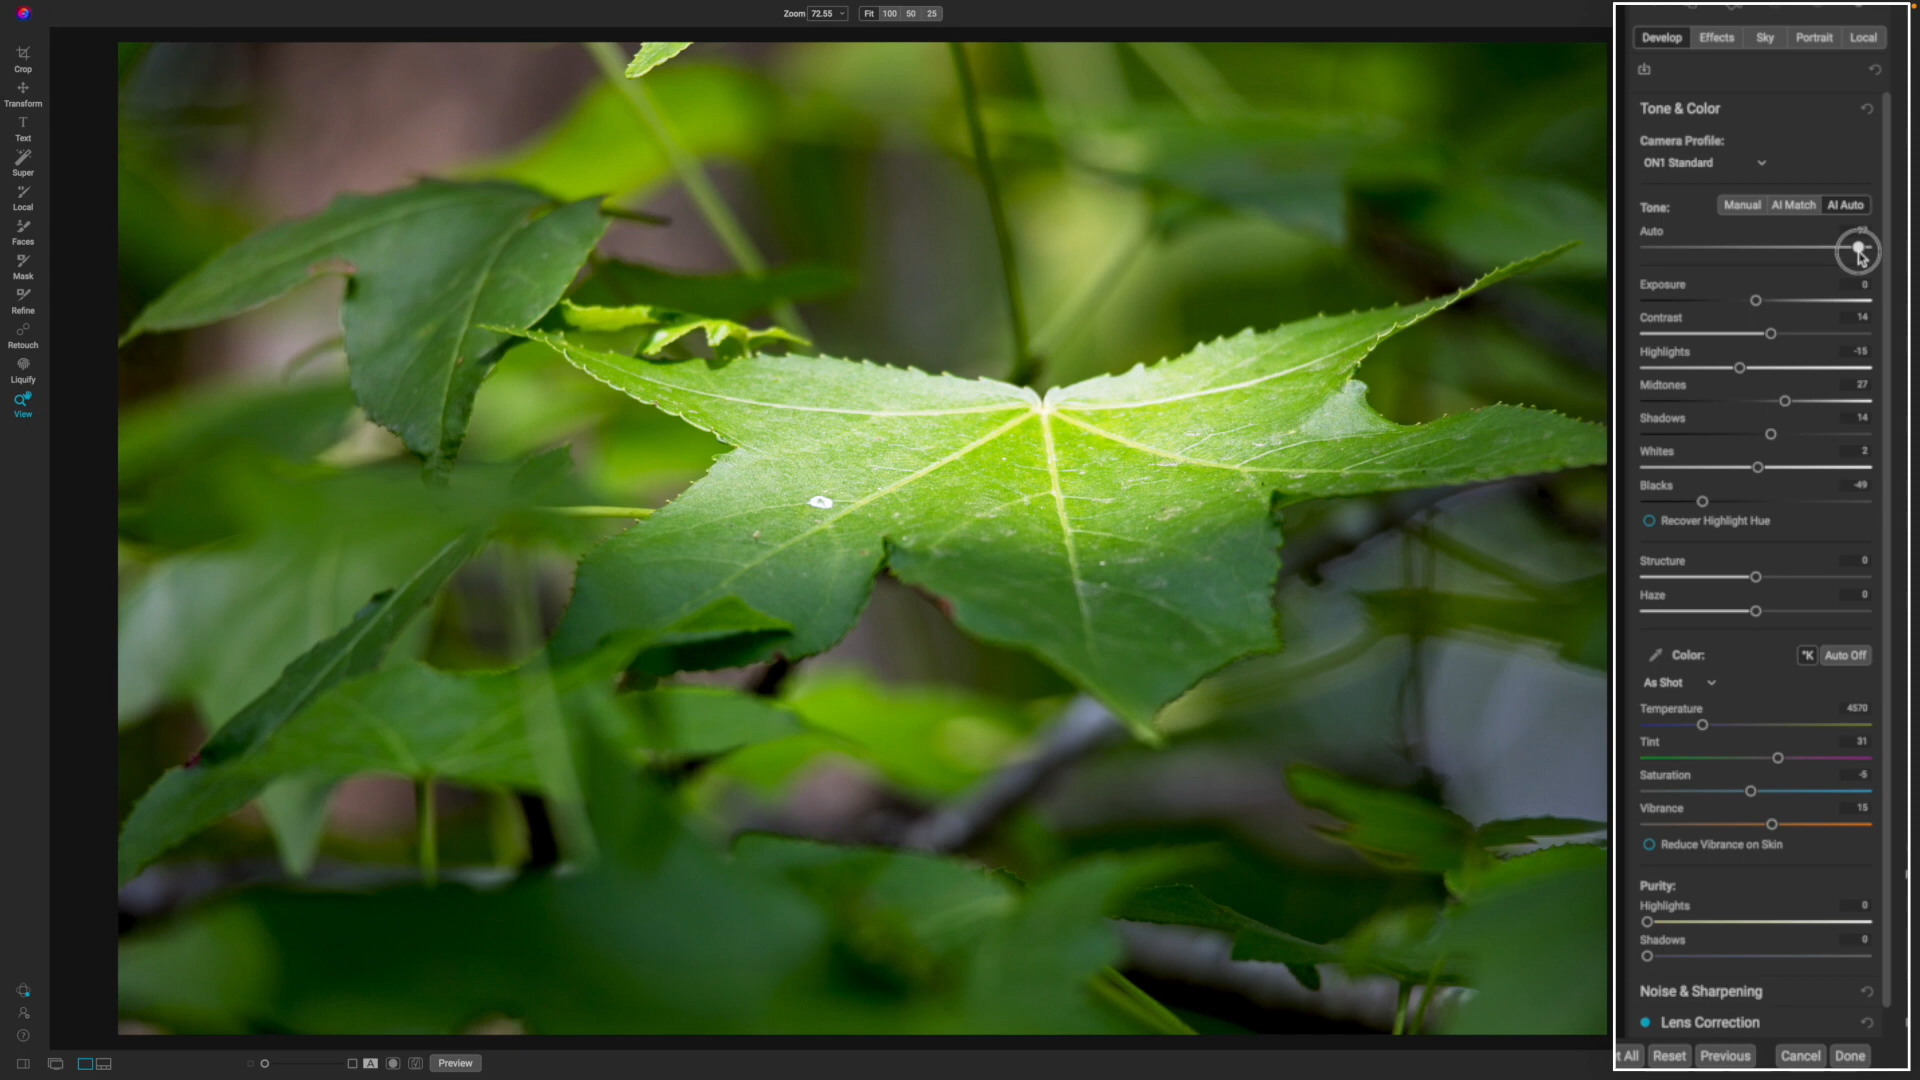 Zoom 72.55 Fit 100 50 25
Crop
Transform
Text
Super
Local
Faces
Mask
Refine
Retouch
Liquify
View
Preview
Develop Effects Sky Portrait Local
Tone & Color
Camera Profile:
ON1 Standard
Tone: Manual AI Match AI Auto
Auto
Exposure 0
Contrast 14
Highlights -15
Midtones 27
Shadows 14
Whites 2
Blacks -49
Recover Highlight Hue
Structure 0
Haze 0
Color: °K Auto Off
As Shot
Temperature 4570
Tint 31
Saturation -5
Vibrance 15
Reduce Vibrance on Skin
Purity:
Highlights 0
Shadows 0
Noise & Sharpening
Lens Correction
t All Reset Previous Cancel Done